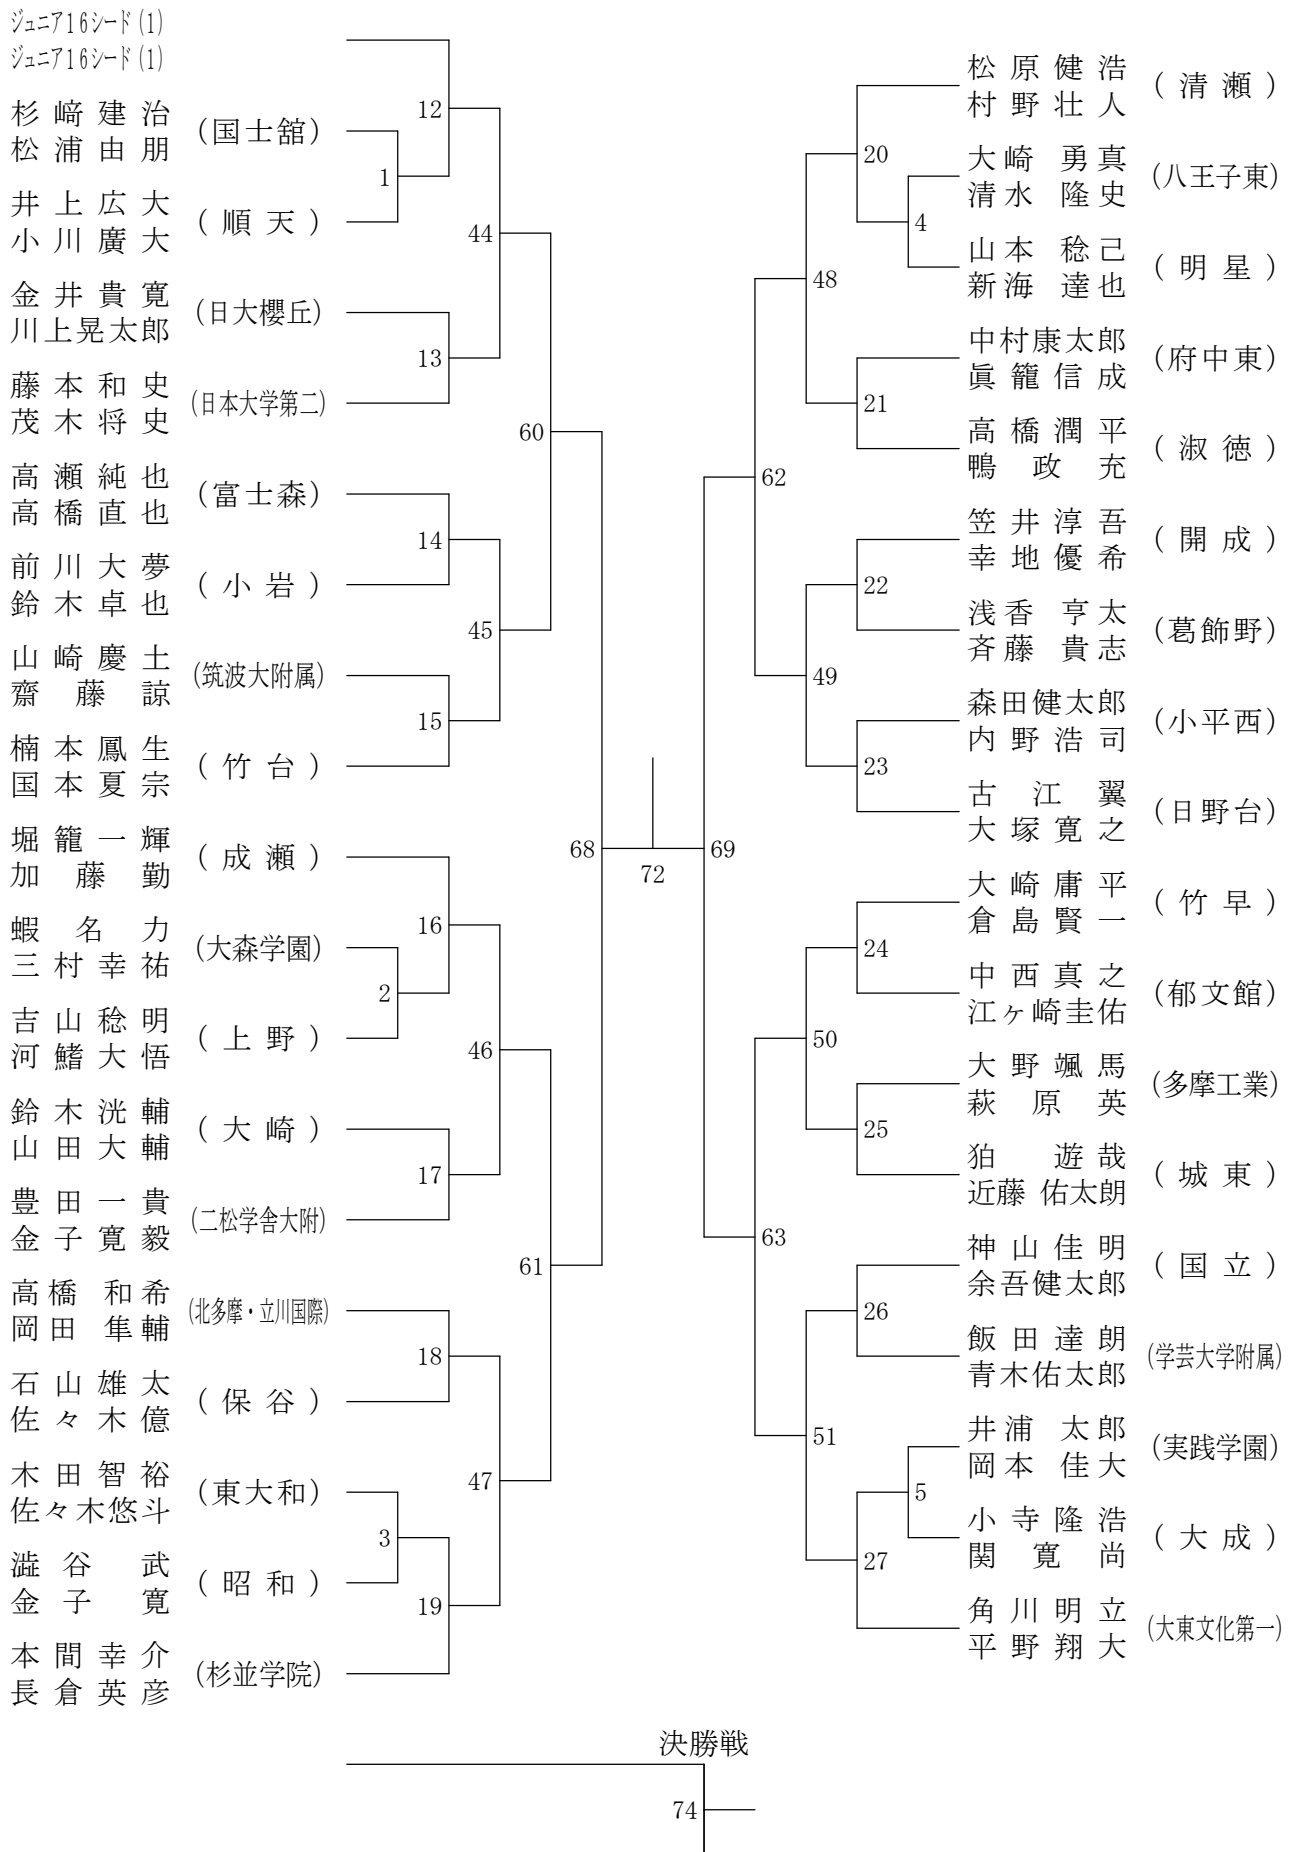 ジュニア16シード(1)
ジュニア16シード(1)
杉﨑建治
松浦由朋
(国士舘)
井上広大
小川廣大
(順天)
金井貴寛
川上晃太郎
(日大櫻丘)
藤本和史
茂木将史
(日本大学第二)
高瀬純也
高橋直也
(富士森)
前川大夢
鈴木卓也
(小岩)
山崎慶士
齋藤諒
(筑波大附属)
楠本鳳生
国本夏宗
(竹台)
堀籠一輝
加藤勤
(成瀬)
蝦名力
三村幸祐
(大森学園)
吉山稔明
河鰭大悟
(上野)
鈴木洸輔
山田大輔
(大崎)
豊田一貴
金子寛毅
(二松学舎大附)
高橋和希
岡田隼輔
(北多摩・立川国際)
石山雄太
佐々木億
(保谷)
木田智裕
佐々木悠斗
(東大和)
澁谷武
金子寛
(昭和)
本間幸介
長倉英彦
(杉並学院)
1
2
3
12
13
14
15
16
17
18
19
44
45
46
47
60
61
68
72
69
62
63
48
49
50
51
20
21
22
23
24
25
26
27
4
5
松原健浩
村野壮人
(清瀬)
大崎勇真
清水隆史
(八王子東)
山本稔己
新海達也
(明星)
中村康太郎
眞籠信成
(府中東)
高橋潤平
鴨政充
(淑徳)
笠井淳吾
幸地優希
(開成)
浅香亨太
斉藤貴志
(葛飾野)
森田健太郎
内野浩司
(小平西)
古江翼
大塚寛之
(日野台)
大崎庸平
倉島賢一
(竹早)
中西真之
江ヶ崎圭佑
(郁文館)
大野颯馬
萩原英
(多摩工業)
狛遊哉
近藤佑太朗
(城東)
神山佳明
余吾健太郎
(国立)
飯田達朗
青木佑太郎
(学芸大学附属)
井浦太郎
岡本佳大
(実践学園)
小寺隆浩
関寛尚
(大成)
角川明立
平野翔大
(大東文化第一)
決勝戦
74